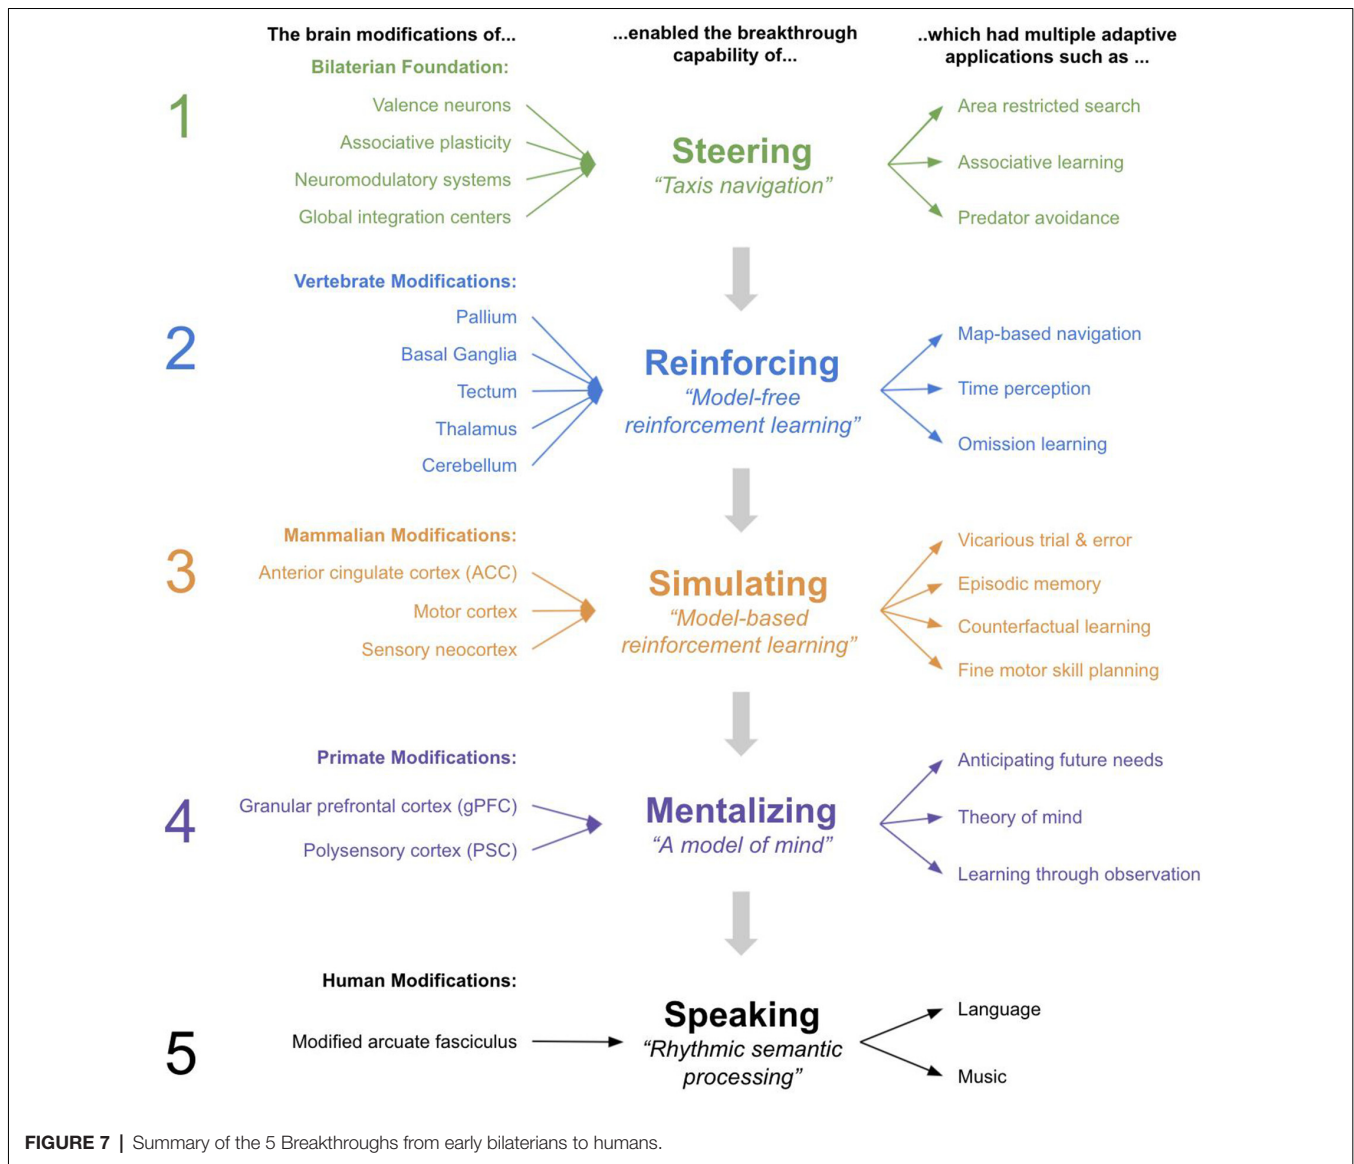 The brain modifications of...
...enabled the breakthrough
capability of...
..which had multiple adaptive
applications such as ...
1
Bilaterian Foundation:
Valence neurons
Associative plasticity
Neuromodulatory systems
Global integration centers
Steering
“Taxis navigation”
Area restricted search
Associative learning
Predator avoidance
2
Vertebrate Modifications:
Pallium
Basal Ganglia
Tectum
Thalamus
Cerebellum
Reinforcing
“Model-free
reinforcement learning”
Map-based navigation
Time perception
Omission learning
3
Mammalian Modifications:
Anterior cingulate cortex (ACC)
Motor cortex
Sensory neocortex
Simulating
“Model-based
reinforcement learning”
Vicarious trial & error
Episodic memory
Counterfactual learning
Fine motor skill planning
4
Primate Modifications:
Granular prefrontal cortex (gPFC)
Polysensory cortex (PSC)
Mentalizing
“A model of mind”
Anticipating future needs
Theory of mind
Learning through observation
5
Human Modifications:
Modified arcuate fasciculus
Speaking
“Rhythmic semantic
processing”
Language
Music
FIGURE 7 | Summary of the 5 Breakthroughs from early bilaterians to humans.